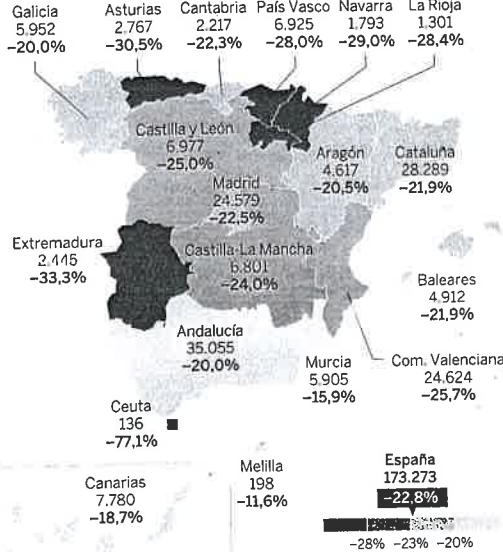 Galicia
5.952
–20,0%
Asturias
2.767
–30,5%
Cantabria
2.217
–22,3%
País Vasco
6.925
–28,0%
Navarra
1.793
–29,0%
La Rioja
1.301
–28,4%
Castilla y León
6.977
–25,0%
Aragón
4.617
–20,5%
Cataluña
28.289
–21,9%
Madrid
24.579
–22,5%
Extremadura
2.445
–33,3%
Castilla-La Mancha
6.801
–24,0%
Baleares
4.912
–21,9%
Andalucía
35.055
–20,0%
Murcia
5.905
–15,9%
Com. Valenciana
24.624
–25,7%
Ceuta
136
–77,1%
Canarias
7.780
–18,7%
Melilla
198
–11,6%
España
173.273
–22,8%
–28% –23% –20%